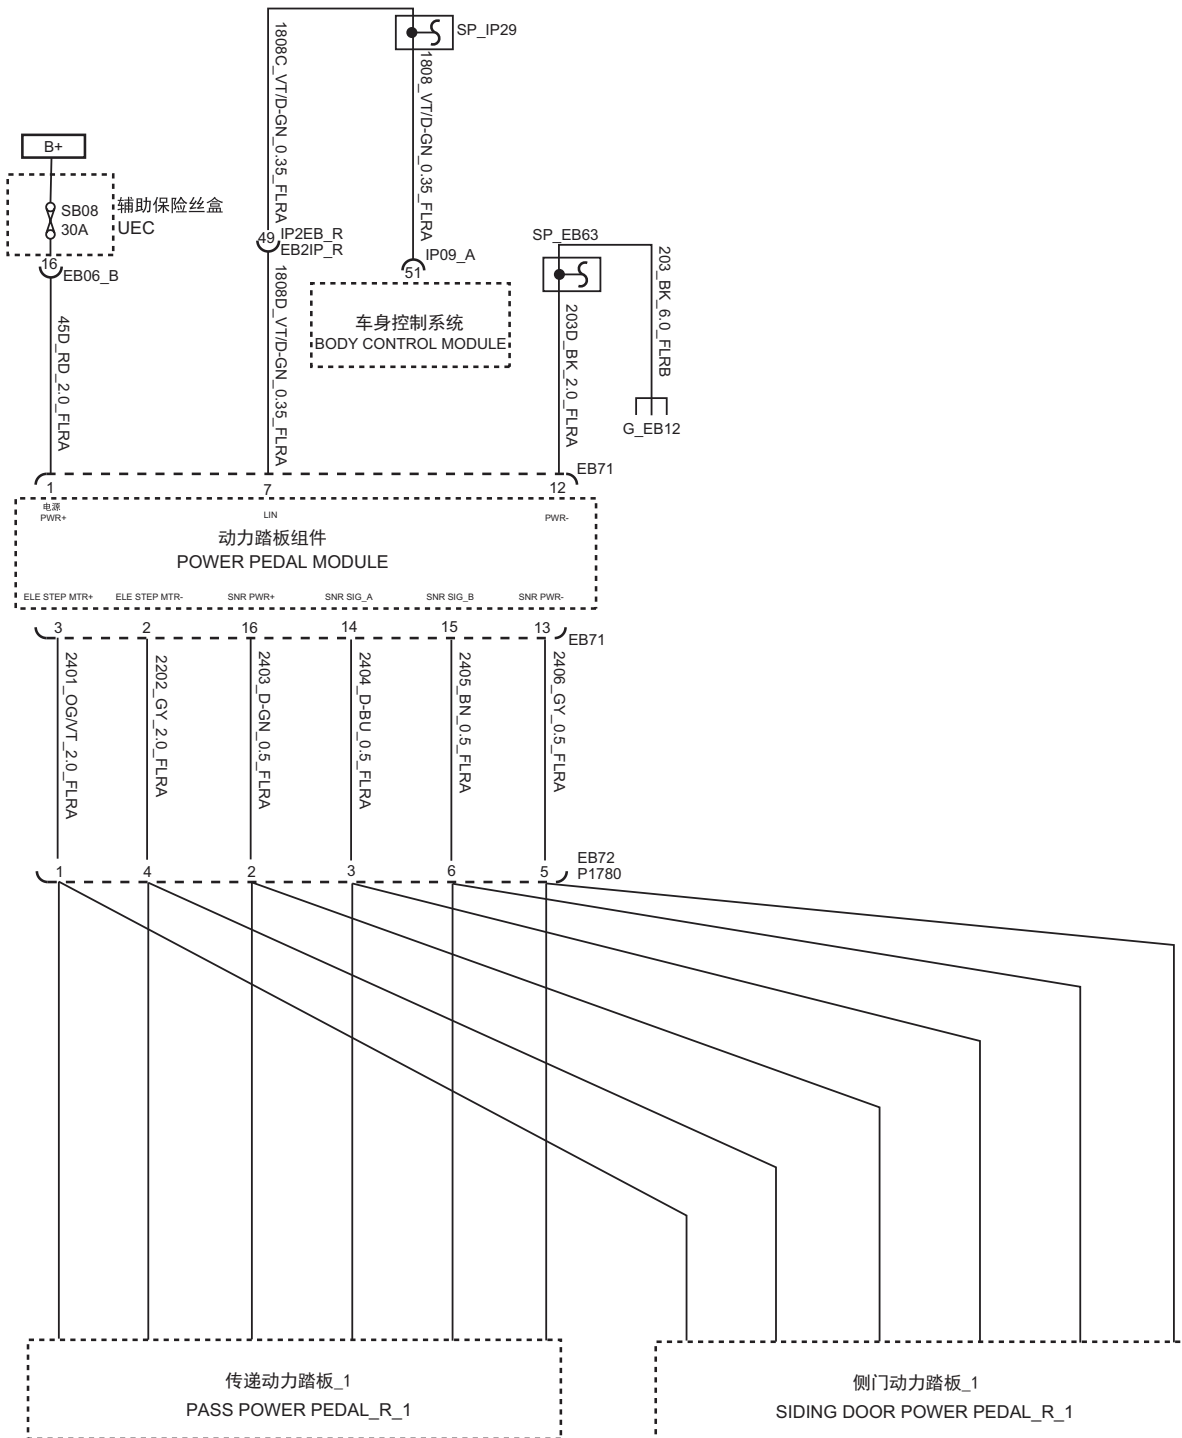 SP_IP29
1808C_VT/D-GN_0.35_FLRA
1808_VT/D-GN_0.35_FLRA
B+
SB08
30A
辅助保险丝盒
UEC
16
EB06_B
49
IP2EB_R
EB2IP_R
IP09_A
51
车身控制系统
BODY CONTROL MODULE
SP_EB63
203_BK_6.0_FLRB
G_EB12
45D_RD_2.0_FLRA
1808D_VT/D-GN_0.35_FLRA
203D_BK_2.0_FLRA
EB71
1 7 12
电源
PWR+ LIN PWR-
动力踏板组件
POWER PEDAL MODULE
ELE STEP MTR+ ELE STEP MTR- SNR PWR+ SNR SIG_A SNR SIG_B SNR PWR-
3 2 16 14 15 13
EB71
2401_OG/VT_2.0_FLRA
2202_GY_2.0_FLRA
2403_D-GN_0.5_FLRA
2404_D-BU_0.5_FLRA
2405_BN_0.5_FLRA
2406_GY_0.5_FLRA
1 4 2 3 6 5
EB72
P1780
传递动力踏板_1
PASS POWER PEDAL_R_1
侧门动力踏板_1
SIDING DOOR POWER PEDAL_R_1